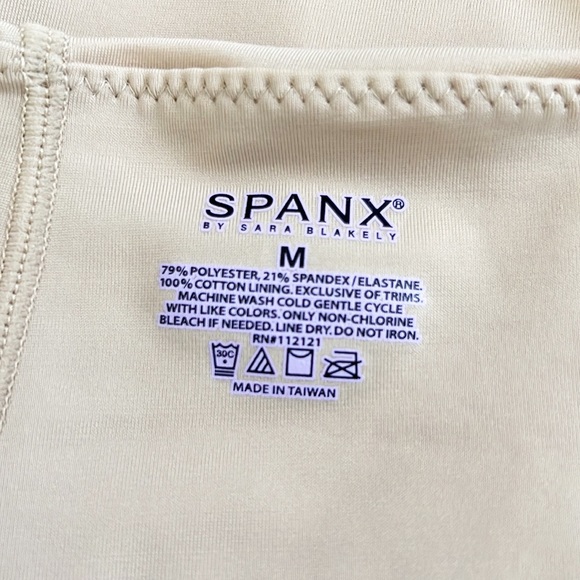 SPANX®
BY SARA BLAKELY
M
79% POLYESTER, 21% SPANDEX/ELASTANE.
100% COTTON LINING. EXCLUSIVE OF TRIMS.
MACHINE WASH COLD GENTLE CYCLE
WITH LIKE COLORS. ONLY NON-CHLORINE
BLEACH IF NEEDED. LINE DRY. DO NOT IRON.
RN#112121
30C
MADE IN TAIWAN